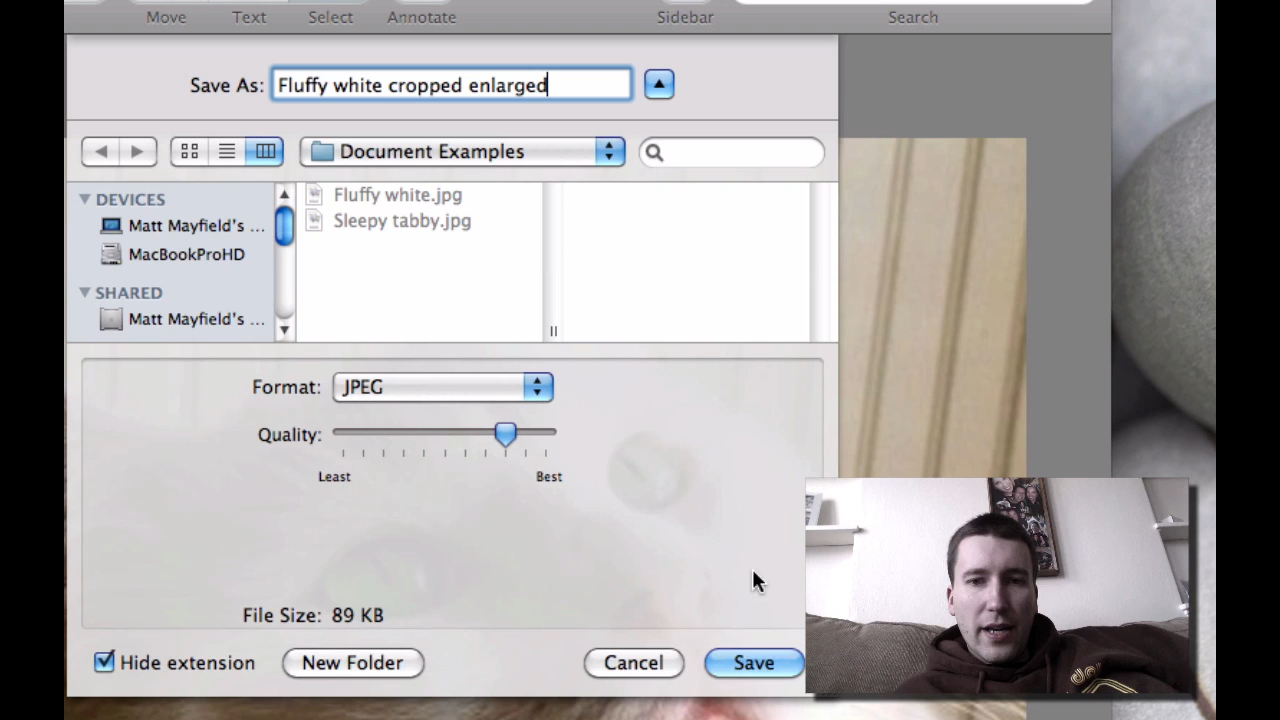 Move Text Select Annotate Sidebar Search
Save As: Fluffy white cropped enlarged
Document Examples
DEVICES
Matt Mayfield's ...
MacBookProHD
SHARED
Matt Mayfield's ...
Fluffy white.jpg
Sleepy tabby.jpg
Format: JPEG
Quality:
Least Best
File Size: 89 KB
Hide extension New Folder Cancel Save